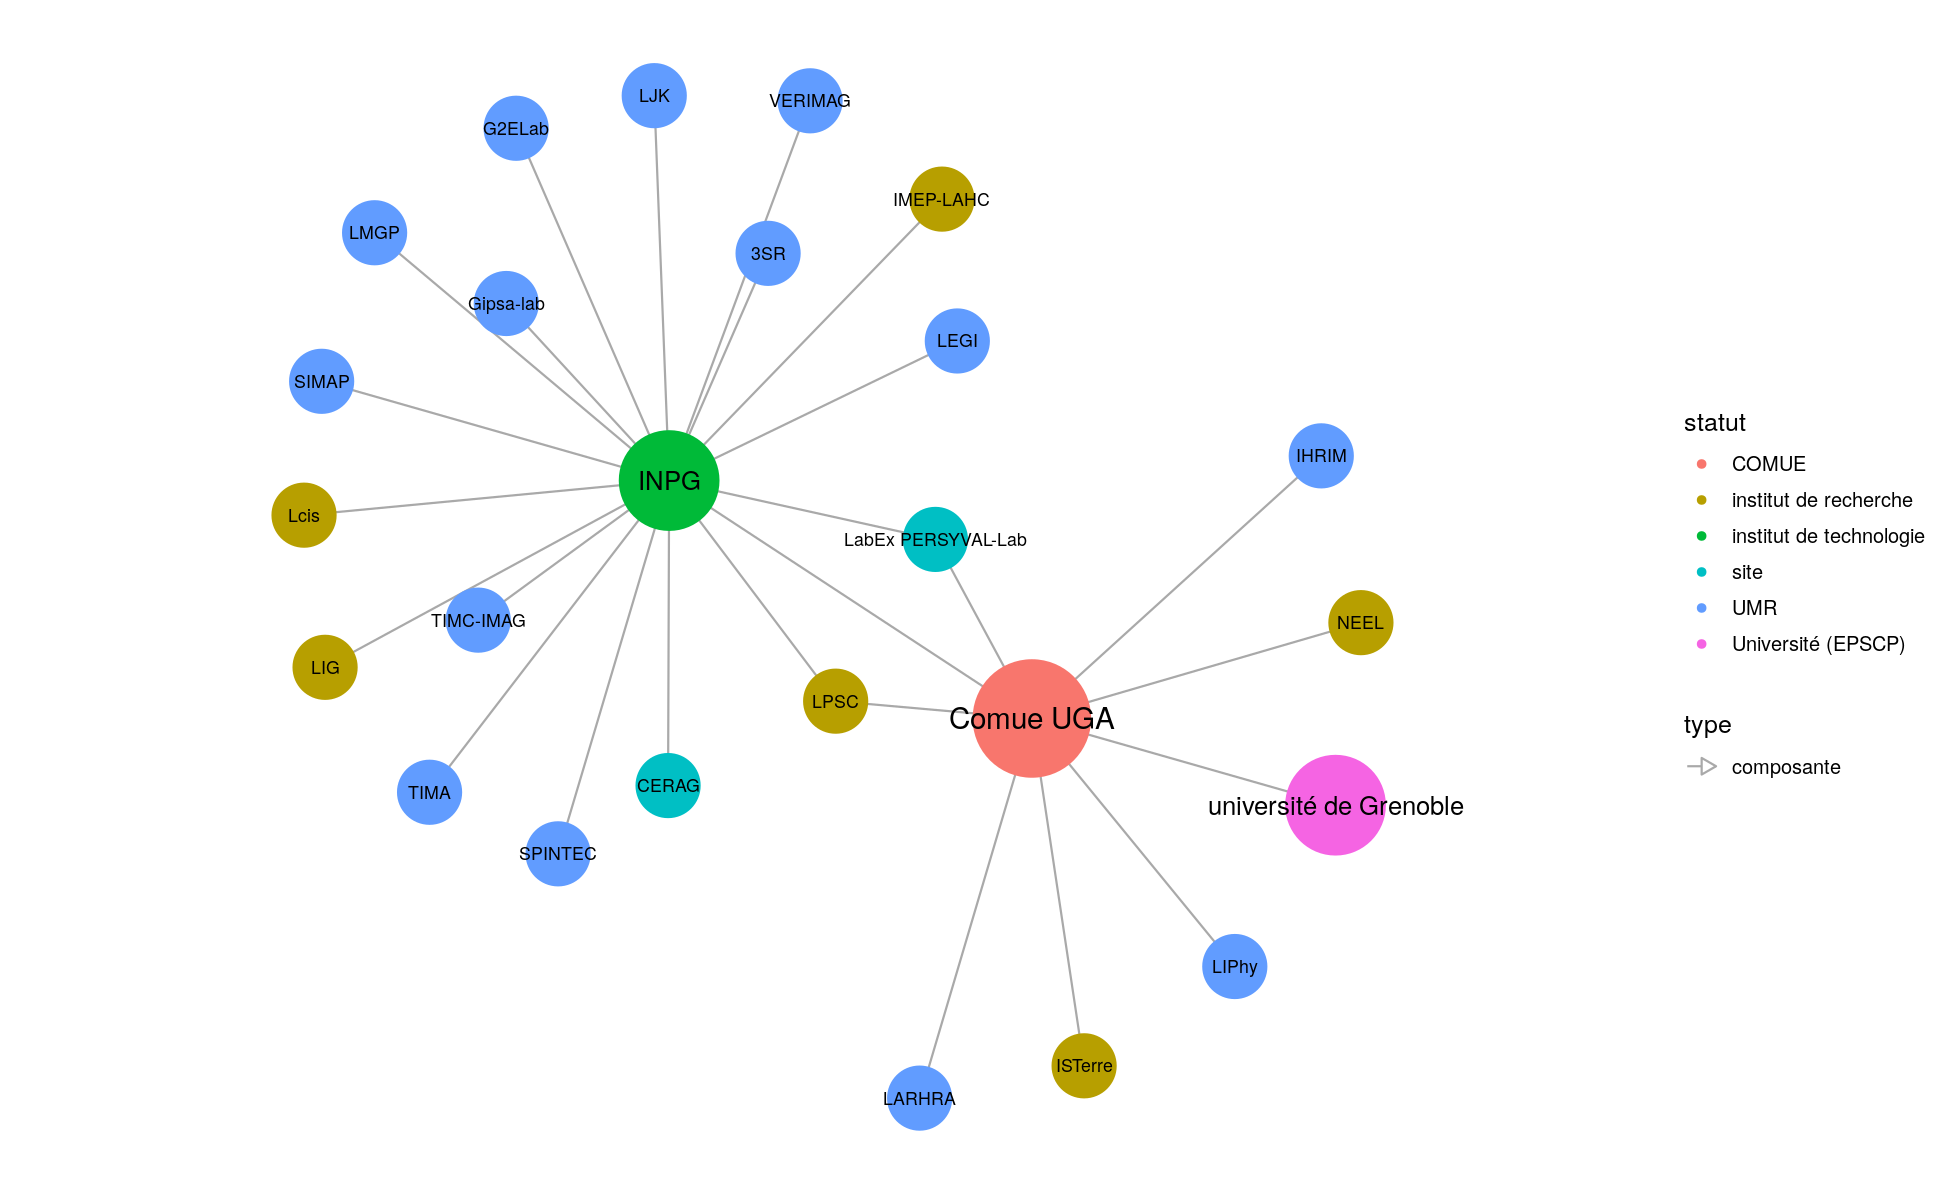 LJK
VERIMAG
G2ELab
IMEP-LAHC
LMGP
3SR
Gipsa-lab
LEGI
SIMAP
INPG
Lcis
LabEx PERSYVAL-Lab
IHRIM
TIMC-IMAG
NEEL
LIG
LPSC
Comue UGA
CERAG
TIMA
université de Grenoble
SPINTEC
LIPhy
ISTerre
LARHRA
statut
COMUE
institut de recherche
institut de technologie
site
UMR
Université (EPSCP)
type
composante